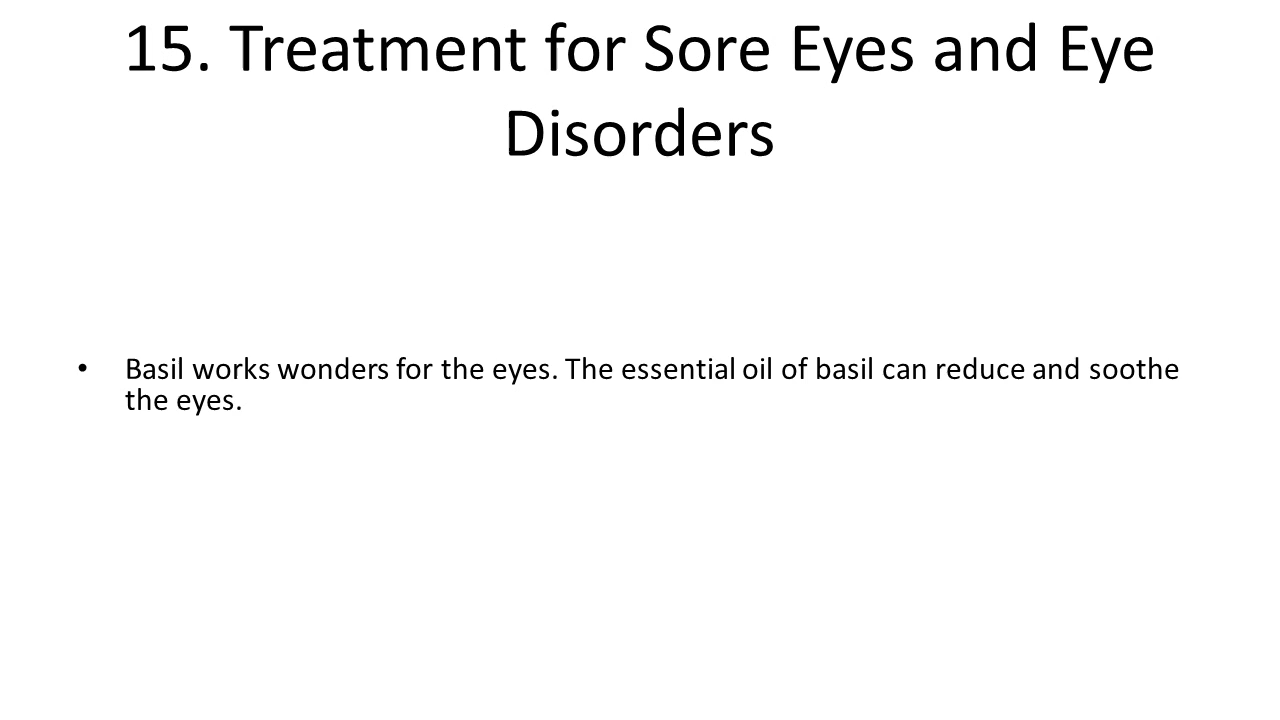 15. Treatment for Sore Eyes and Eye
Disorders
• Basil works wonders for the eyes. The essential oil of basil can reduce and soothe
the eyes.